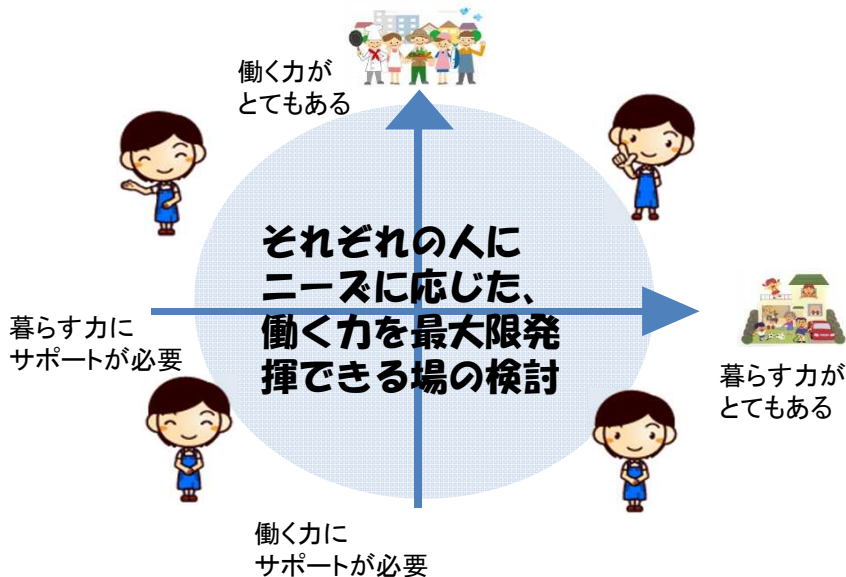 働く力が
とてもある
それぞれの人に
ニーズに応じた、
働く力を最大限発
揮できる場の検討
暮らす力に
サポートが必要
暮らす力が
とてもある
働く力に
サポートが必要